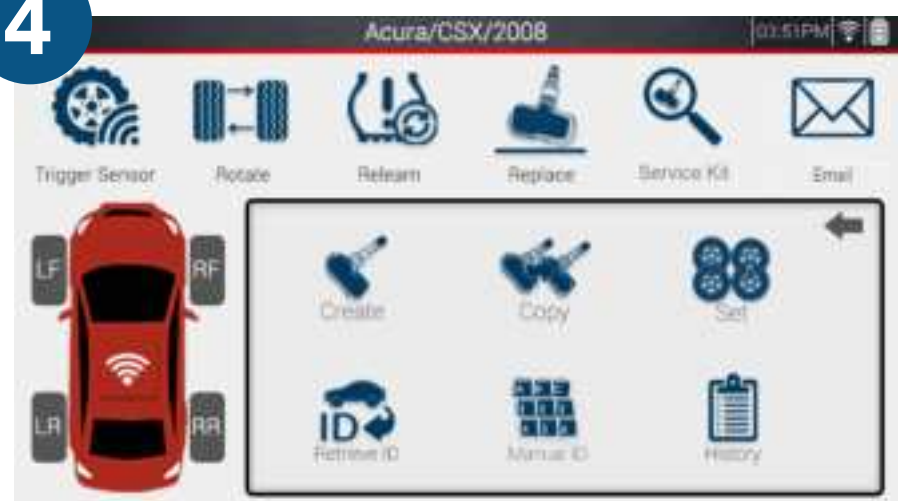 4
Acura/CSX/2008
03:51PM
Trigger Sensor
Rotate
Relearn
Replace
Service Kit
Email
LF
RF
Create
Copy
Set
LR
RR
ID
Retrieve ID
Manual ID
History